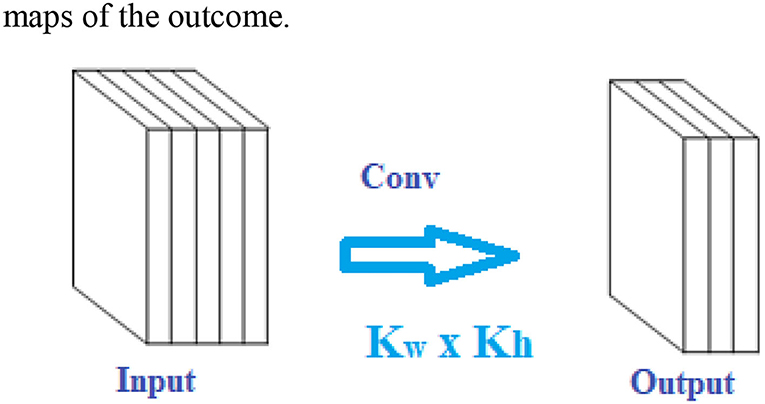 maps of the outcome.
Conv
Kw x Kh
Input
Output